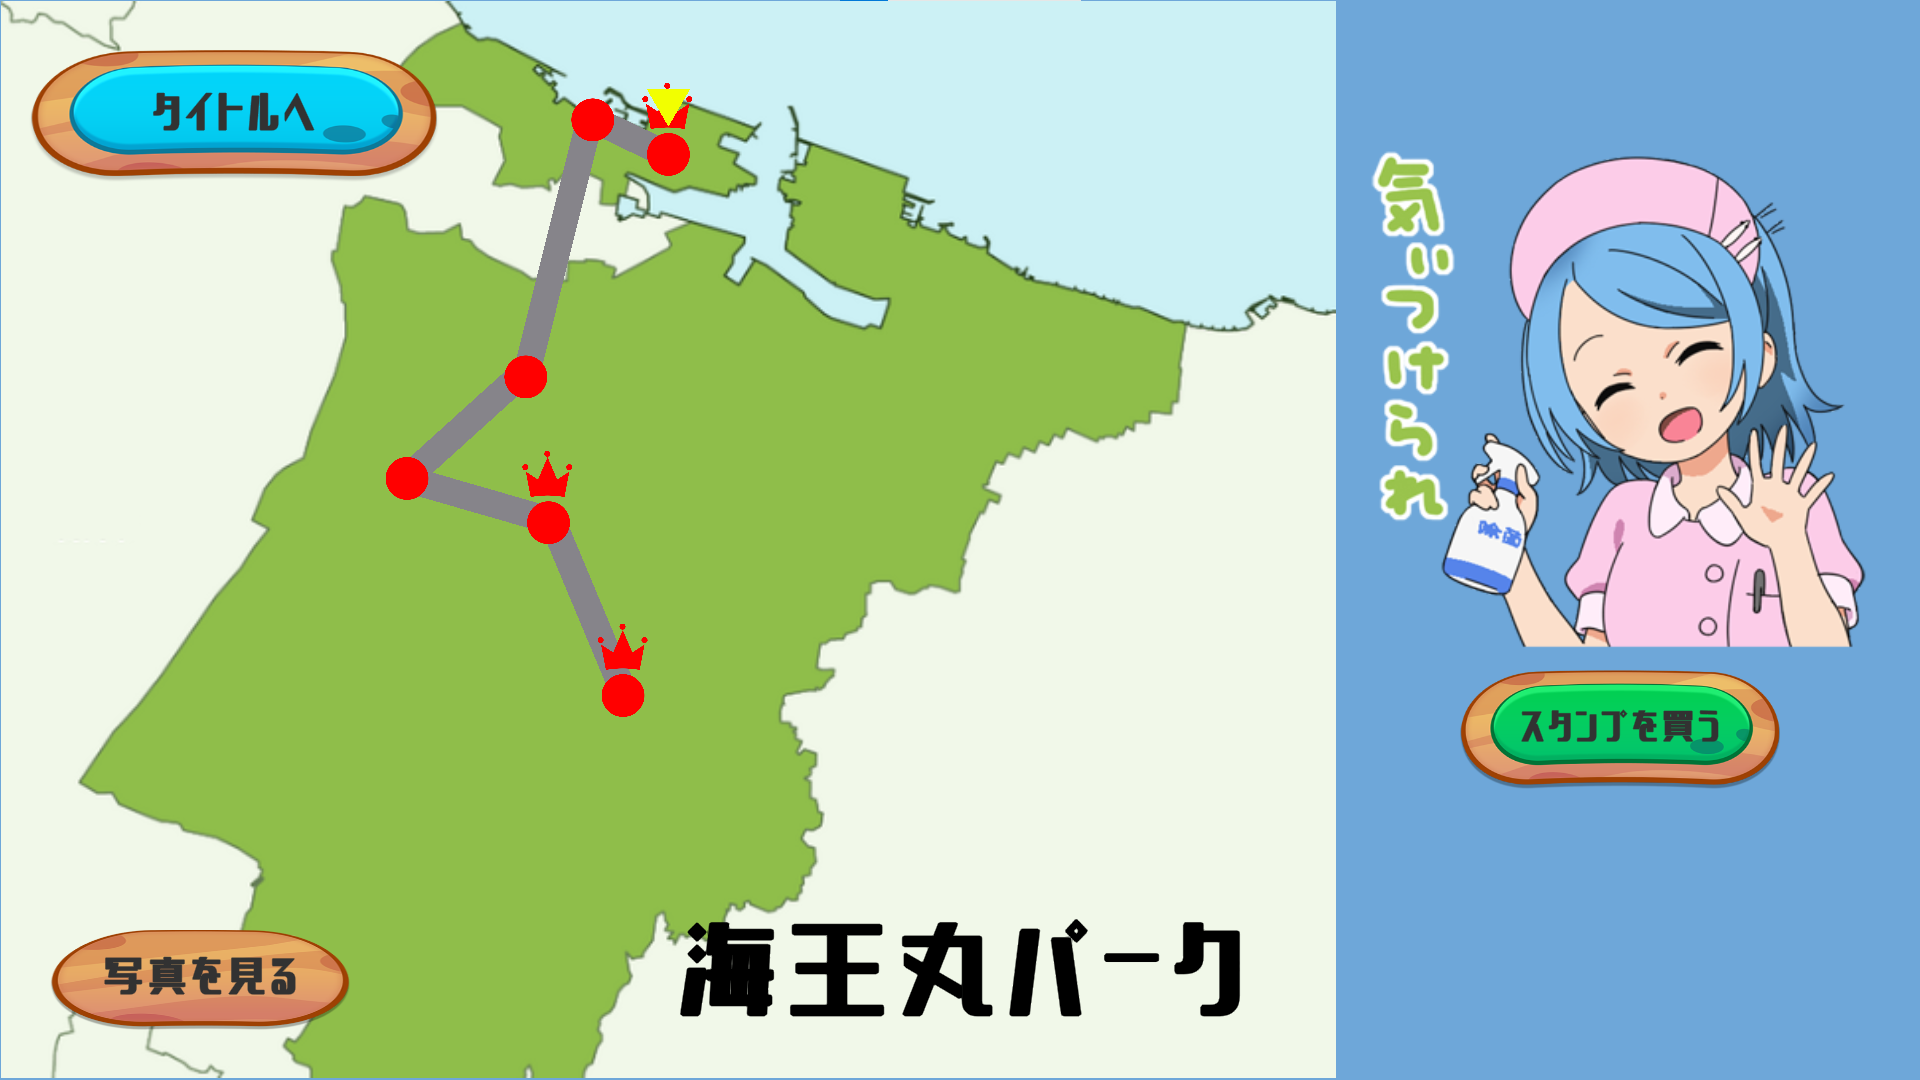 タイトルへ
気ぃつけられ
除菌
スタンプを買う
海王丸パーク
写真を見る